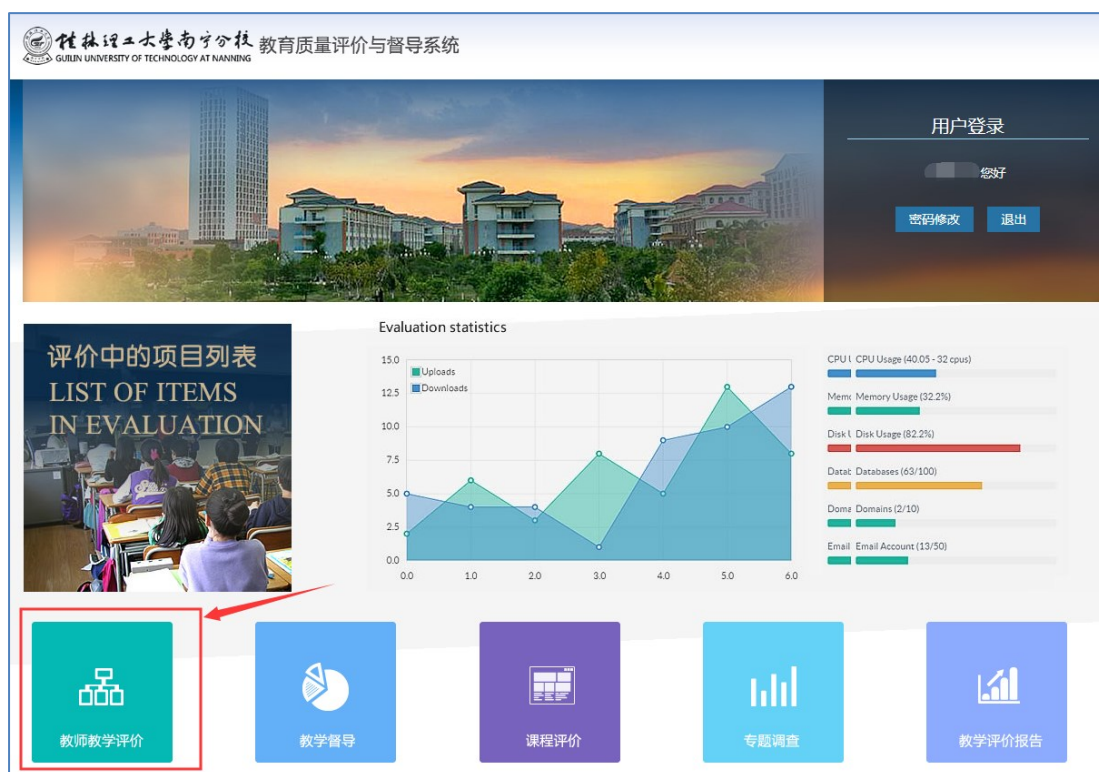 桂林理工大学南宁分校 教育质量评价与督导系统
GUILIN UNIVERSITY OF TECHNOLOGY AT NANNING
用户登录
您好
密码修改 退出
评价中的项目列表
LIST OF ITEMS
IN EVALUATION
Evaluation statistics
15.0
12.5
10.0
7.5
5.0
2.5
0.0
Uploads
Downloads
0.0 1.0 2.0 3.0 4.0 5.0 6.0
CPU U CPU Usage (40.05 - 32 cpus)
Memo Memory Usage (32.2%)
Disk U Disk Usage (82.2%)
Datab Databases (63/100)
Doma Domains (2/10)
Email Email Account (13/50)
教师教学评价
教学督导
课程评价
专题调查
教学评价报告